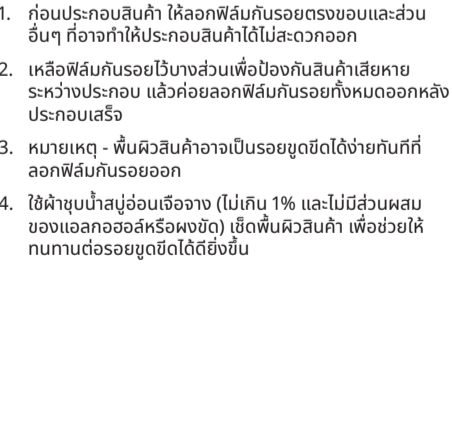 1. ก่อนประกอบสินค้า ให้ลอกฟิล์มกันรอยตรงขอบและส่วน
อื่นๆ ที่อาจทำให้ประกอบสินค้าได้ไม่สะดวกออก
2. เหลือฟิล์มกันรอยไว้บางส่วนเพื่อป้องกันสินค้าเสียหาย
ระหว่างประกอบ แล้วค่อยลอกฟิล์มกันรอยทั้งหมดออกหลัง
ประกอบเสร็จ
3. หมายเหตุ - พื้นผิวสินค้าอาจเป็นรอยขูดขีดได้ง่ายทันทีที่
ลอกฟิล์มกันรอยออก
4. ใช้ผ้าชุบน้ำสบู่อ่อนเจือจาง (ไม่เกิน 1% และไม่มีส่วนผสม
ของแอลกอฮอล์หรือผงขัด) เช็ดพื้นผิวสินค้า เพื่อช่วยให้
ทนทานต่อรอยขูดขีดได้ดียิ่งขึ้น